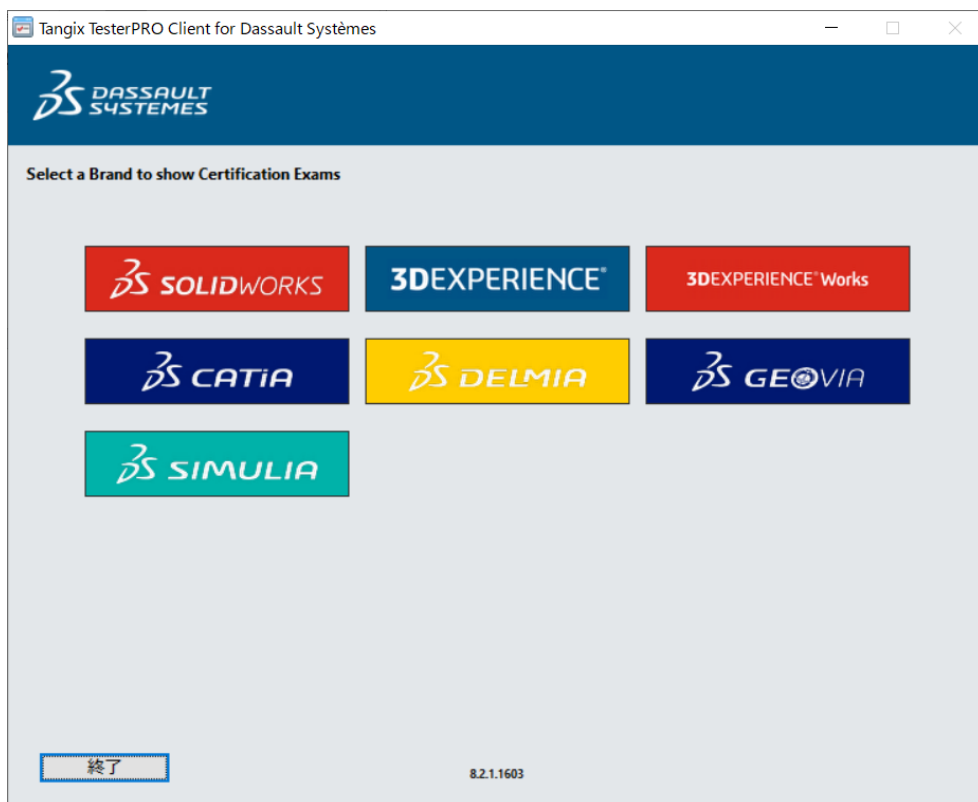 Tangix TesterPRO Client for Dassault Systèmes
DASSAULT
SYSTEMES
Select a Brand to show Certification Exams
SOLIDWORKS
3DEXPERIENCE®
3DEXPERIENCE® Works
CATIA
DELMIA
GEOVIA
SIMULIA
終了
8.2.1.1603